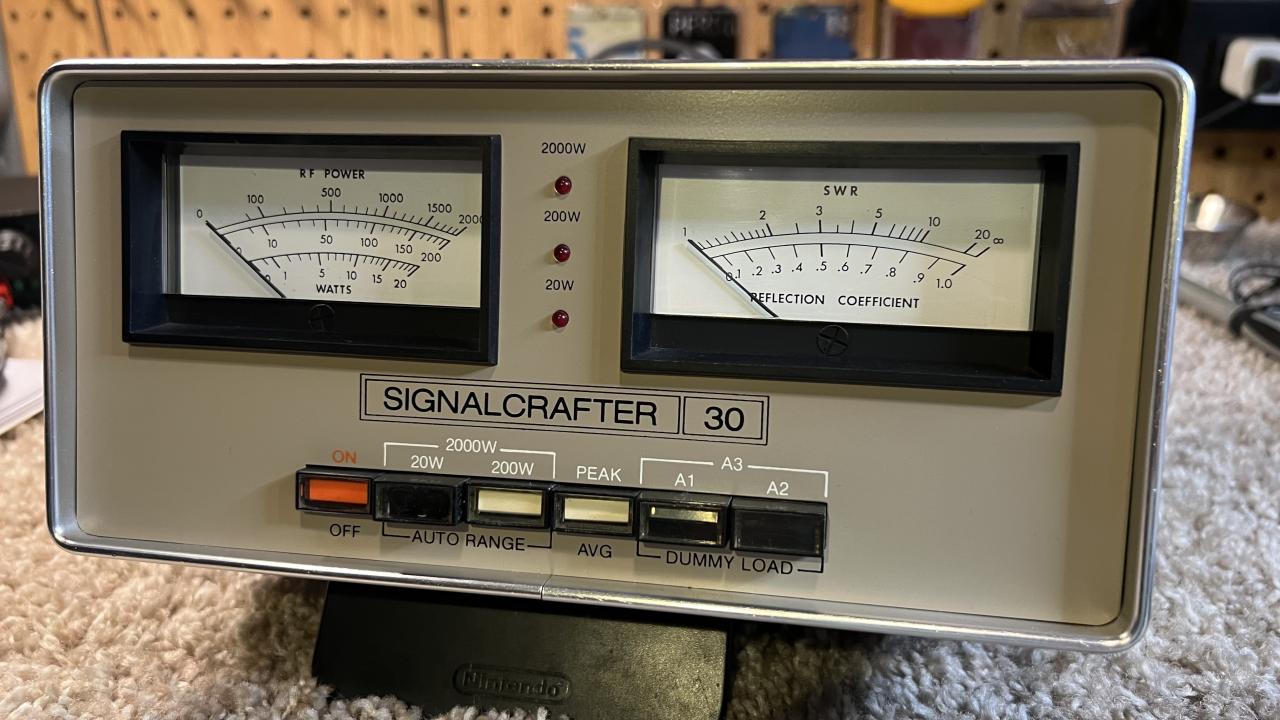 RF POWER
0 100 500 1000 1500 2000
0 10 50 100 150 200
0 1 5 10 15 20
WATTS
2000W
200W
20W
SWR
1 2 3 5 10 20 ∞
0 .1 .2 .3 .4 .5 .6 .7 .8 .9 1.0
REFLECTION COEFFICIENT
SIGNALCRAFTER 30
2000W
ON 20W 200W PEAK A1 A3 A2
OFF AUTO RANGE AVG DUMMY LOAD
Nintendo